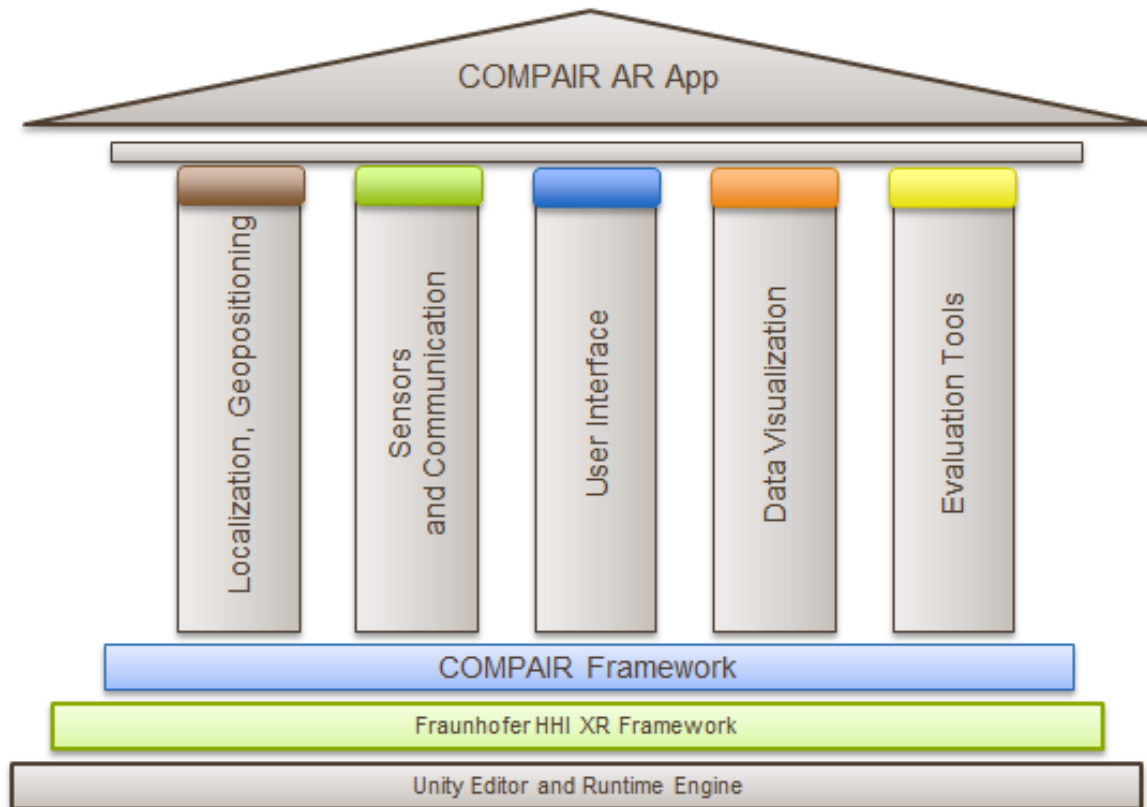 COMPAIR AR App
Localization, Geopositioning
Sensors
and Communication
User Interface
Data Visualization
Evaluation Tools
COMPAIR Framework
Fraunhofer HHI XR Framework
Unity Editor and Runtime Engine